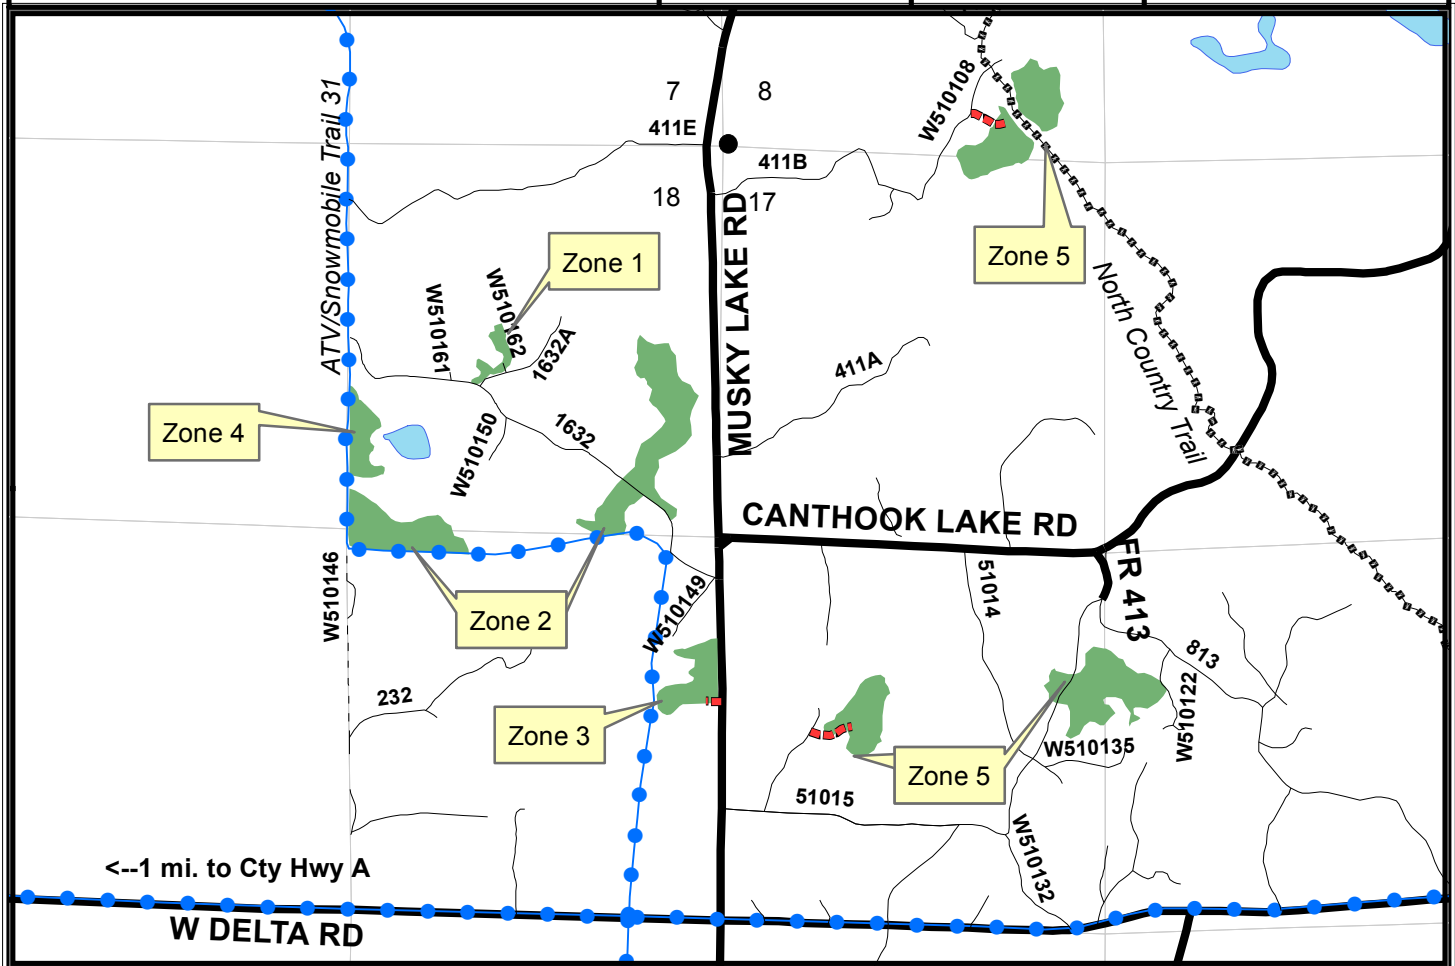 7
8
W510108
411E
411B
ATV/Snowmobile Trail 31
18
17
Zone 1
Zone 5
MUSKY LAKE RD
North Country Trail
W510161
W510162
1632A
411A
Zone 4
W510150
1632
CANTHOOK LAKE RD
W510146
Zone 2
W510149
51014
FR 413
813
232
Zone 3
W510122
W510135
Zone 5
51015
W510132
<--1 mi. to Cty Hwy A
W DELTA RD